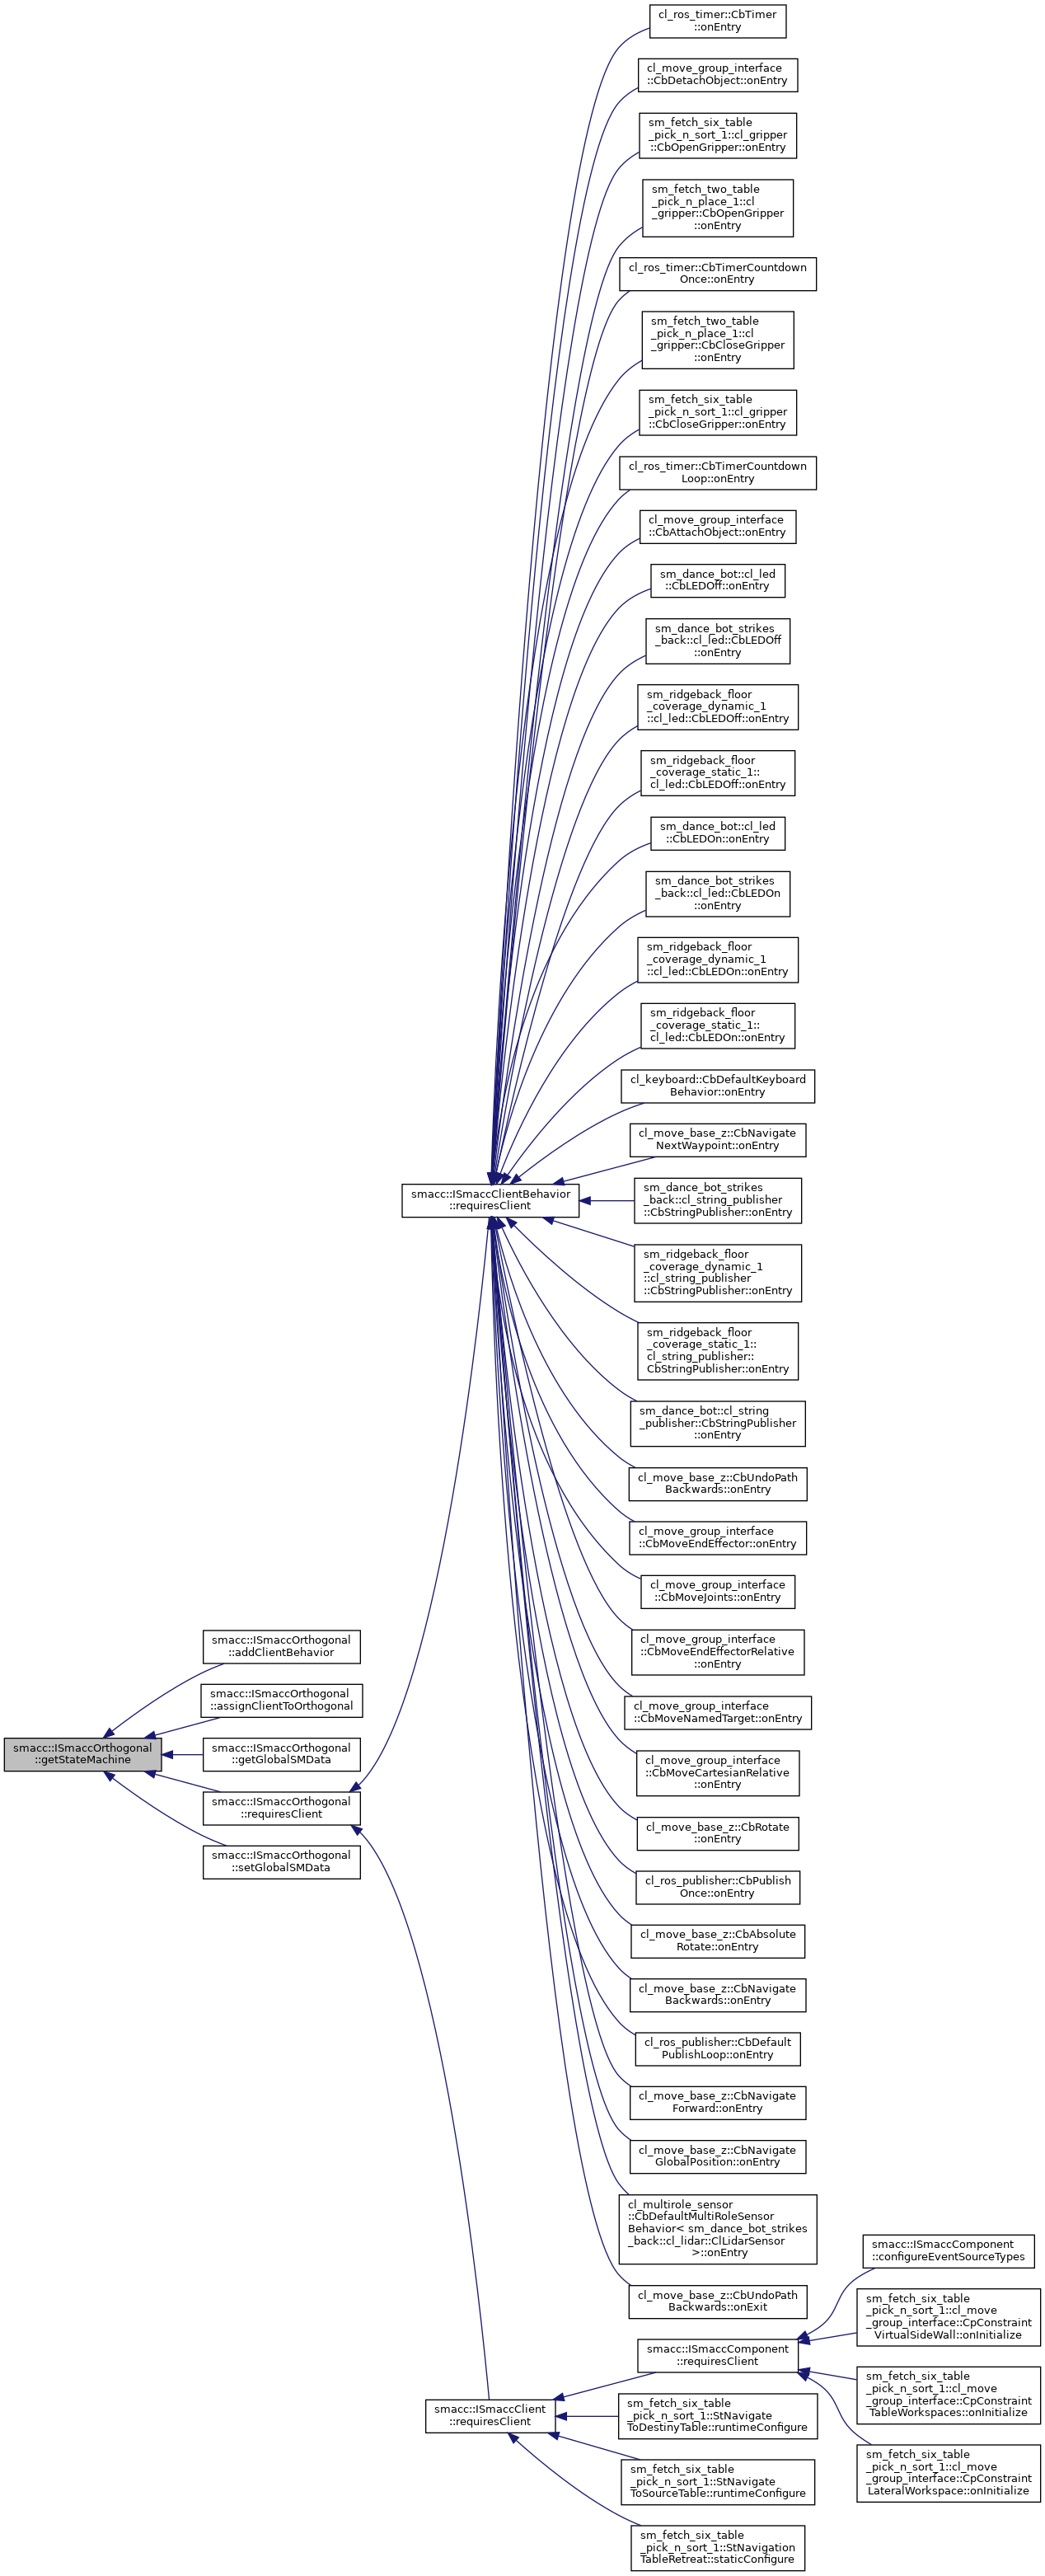 cl_ros_timer::CbTimer
::onEntry
cl_move_group_interface
::CbDetachObject::onEntry
sm_fetch_six_table
_pick_n_sort_1::cl_gripper
::CbOpenGripper::onEntry
sm_fetch_two_table
_pick_n_place_1::cl
_gripper::CbOpenGripper
::onEntry
cl_ros_timer::CbTimerCountdown
Once::onEntry
sm_fetch_two_table
_pick_n_place_1::cl
_gripper::CbCloseGripper
::onEntry
sm_fetch_six_table
_pick_n_sort_1::cl_gripper
::CbCloseGripper::onEntry
cl_ros_timer::CbTimerCountdown
Loop::onEntry
cl_move_group_interface
::CbAttachObject::onEntry
sm_dance_bot::cl_led
::CbLEDOff::onEntry
sm_dance_bot_strikes
_back::cl_led::CbLEDOff
::onEntry
sm_ridgeback_floor
_coverage_dynamic_1
::cl_led::CbLEDOff::onEntry
sm_ridgeback_floor
_coverage_static_1::
cl_led::CbLEDOff::onEntry
sm_dance_bot::cl_led
::CbLEDOn::onEntry
sm_dance_bot_strikes
_back::cl_led::CbLEDOn
::onEntry
sm_ridgeback_floor
_coverage_dynamic_1
::cl_led::CbLEDOn::onEntry
sm_ridgeback_floor
_coverage_static_1::
cl_led::CbLEDOn::onEntry
cl_keyboard::CbDefaultKeyboard
Behavior::onEntry
cl_move_base_z::CbNavigate
NextWaypoint::onEntry
smacc::ISmaccClientBehavior
::requiresClient
sm_dance_bot_strikes
_back::cl_string_publisher
::CbStringPublisher::onEntry
sm_ridgeback_floor
_coverage_dynamic_1
::cl_string_publisher
::CbStringPublisher::onEntry
sm_ridgeback_floor
_coverage_static_1::
cl_string_publisher::
CbStringPublisher::onEntry
sm_dance_bot::cl_string
_publisher::CbStringPublisher
::onEntry
cl_move_base_z::CbUndoPath
Backwards::onEntry
cl_move_group_interface
::CbMoveEndEffector::onEntry
cl_move_group_interface
::CbMoveJoints::onEntry
cl_move_group_interface
::CbMoveEndEffectorRelative
::onEntry
cl_move_group_interface
::CbMoveNamedTarget::onEntry
cl_move_group_interface
::CbMoveCartesianRelative
::onEntry
cl_move_base_z::CbRotate
::onEntry
cl_ros_publisher::CbPublish
Once::onEntry
cl_move_base_z::CbAbsolute
Rotate::onEntry
cl_move_base_z::CbNavigate
Backwards::onEntry
cl_ros_publisher::CbDefault
PublishLoop::onEntry
cl_move_base_z::CbNavigate
Forward::onEntry
cl_move_base_z::CbNavigate
GlobalPosition::onEntry
cl_multirole_sensor
::CbDefaultMultiRoleSensor
Behavior< sm_dance_bot_strikes
_back::cl_lidar::ClLidarSensor
>::onEntry
cl_move_base_z::CbUndoPath
Backwards::onExit
smacc::ISmaccOrthogonal
::addClientBehavior
smacc::ISmaccOrthogonal
::assignClientToOrthogonal
smacc::ISmaccOrthogonal
::getStateMachine
smacc::ISmaccOrthogonal
::getGlobalSMData
smacc::ISmaccOrthogonal
::requiresClient
smacc::ISmaccOrthogonal
::setGlobalSMData
smacc::ISmaccComponent
::configureEventSourceTypes
sm_fetch_six_table
_pick_n_sort_1::cl_move
_group_interface::CpConstraint
VirtualSideWall::onInitialize
smacc::ISmaccComponent
::requiresClient
sm_fetch_six_table
_pick_n_sort_1::cl_move
_group_interface::CpConstraint
TableWorkspaces::onInitialize
smacc::ISmaccClient
::requiresClient
sm_fetch_six_table
_pick_n_sort_1::StNavigate
ToDestinyTable::runtimeConfigure
sm_fetch_six_table
_pick_n_sort_1::cl_move
_group_interface::CpConstraint
LateralWorkspace::onInitialize
sm_fetch_six_table
_pick_n_sort_1::StNavigate
ToSourceTable::runtimeConfigure
sm_fetch_six_table
_pick_n_sort_1::StNavigation
TableRetreat::staticConfigure